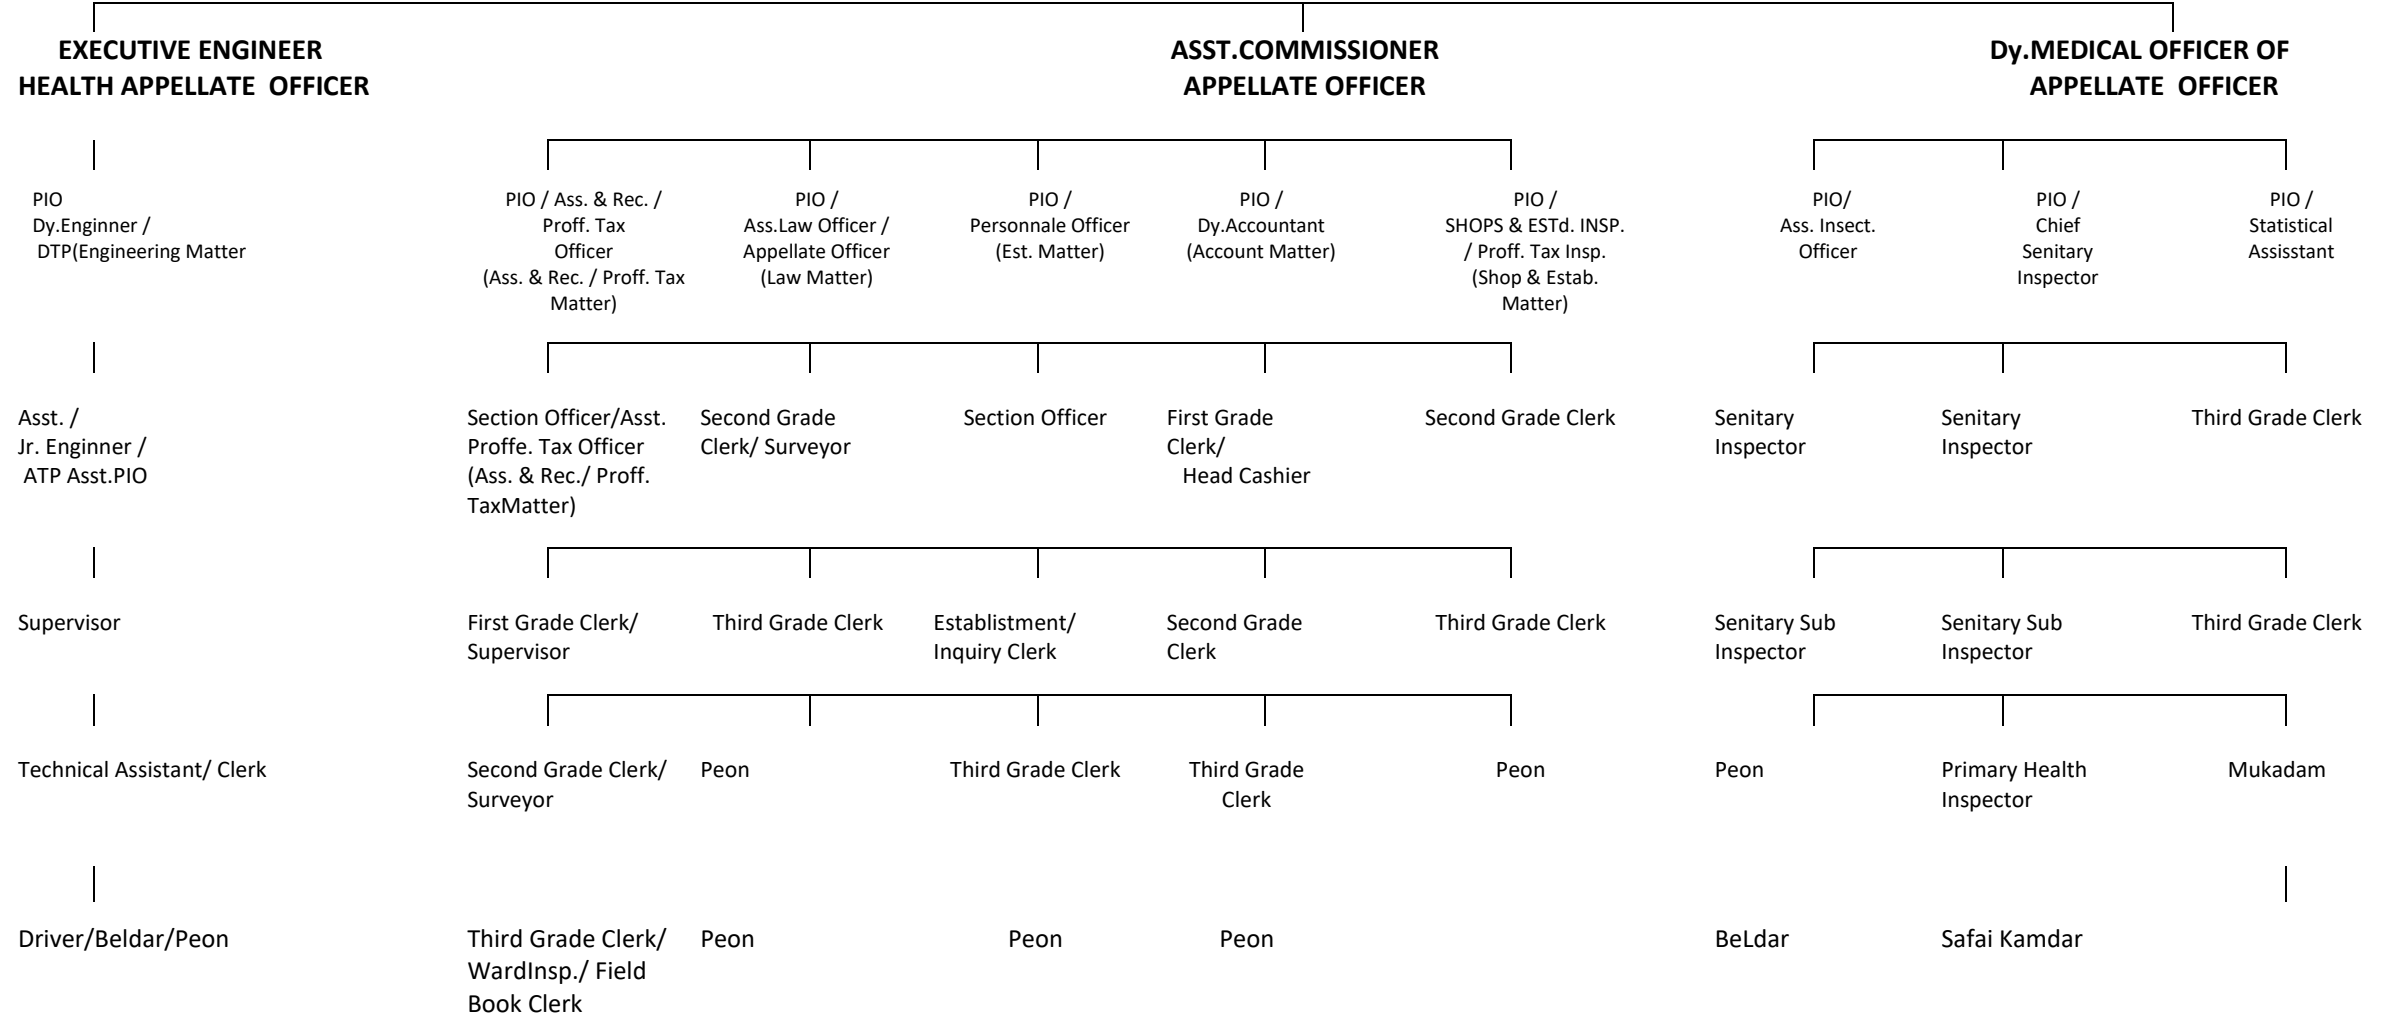 EXECUTIVE ENGINEER
HEALTH APPELLATE OFFICER
ASST.COMMISSIONER
APPELLATE OFFICER
Dy.MEDICAL OFFICER OF
APPELLATE OFFICER
PIO
Dy.Enginner /
DTP(Engineering Matter
PIO / Ass. & Rec. /
Proff. Tax
Officer
(Ass. & Rec. / Proff. Tax
Matter)
PIO /
Ass.Law Officer /
Appellate Officer
(Law Matter)
PIO /
Personnale Officer
(Est. Matter)
PIO /
Dy.Accountant
(Account Matter)
PIO /
SHOPS & ESTd. INSP.
/ Proff. Tax Insp.
(Shop & Estab.
Matter)
PIO/
Ass. Insect.
Officer
PIO /
Chief
Senitary
Inspector
PIO /
Statistical
Assisstant
Asst. /
Jr. Enginner /
ATP Asst.PIO
Section Officer/Asst.
Proffe. Tax Officer
(Ass. & Rec./ Proff.
TaxMatter)
Second Grade
Clerk/ Surveyor
Section Officer
First Grade
Clerk/
Head Cashier
Second Grade Clerk
Senitary
Inspector
Senitary
Inspector
Third Grade Clerk
Supervisor
First Grade Clerk/
Supervisor
Third Grade Clerk
Establistment/
Inquiry Clerk
Second Grade
Clerk
Third Grade Clerk
Senitary Sub
Inspector
Senitary Sub
Inspector
Third Grade Clerk
Technical Assistant/ Clerk
Second Grade Clerk/
Surveyor
Peon
Third Grade Clerk
Third Grade
Clerk
Peon
Peon
Primary Health
Inspector
Mukadam
Driver/Beldar/Peon
Third Grade Clerk/
WardInsp./ Field
Book Clerk
Peon
Peon
Peon
BeLdar
Safai Kamdar